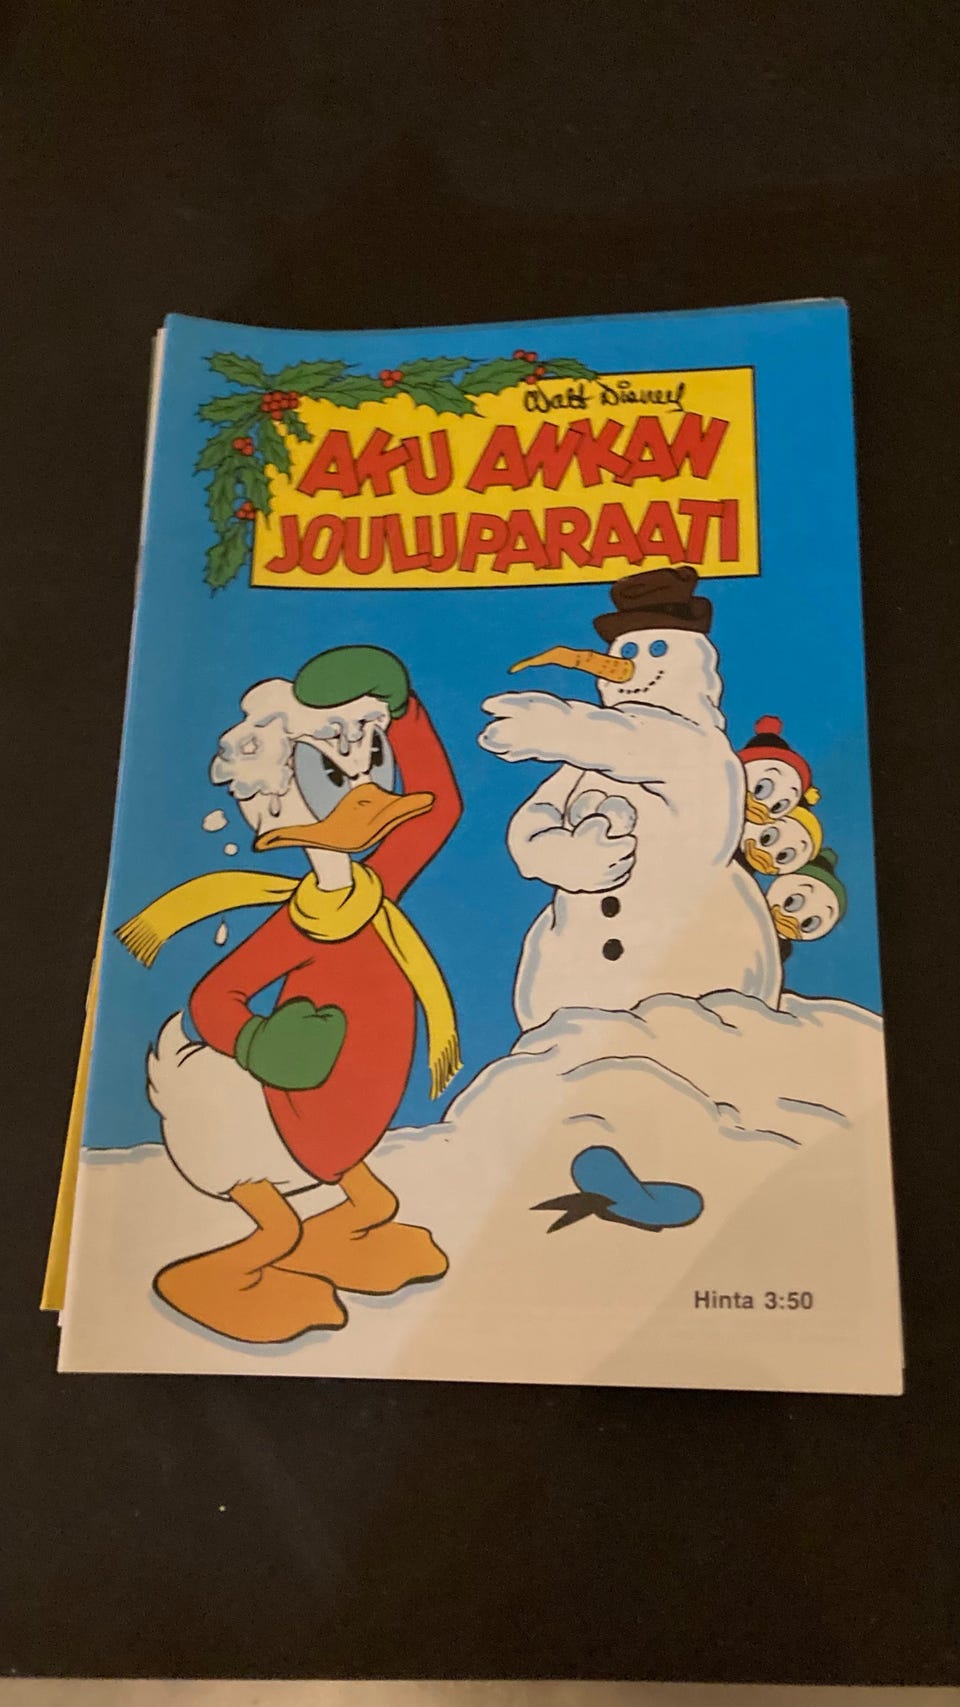 Walt Disney
AKU ANKAN
JOULUPARAATI
Hinta 3:50